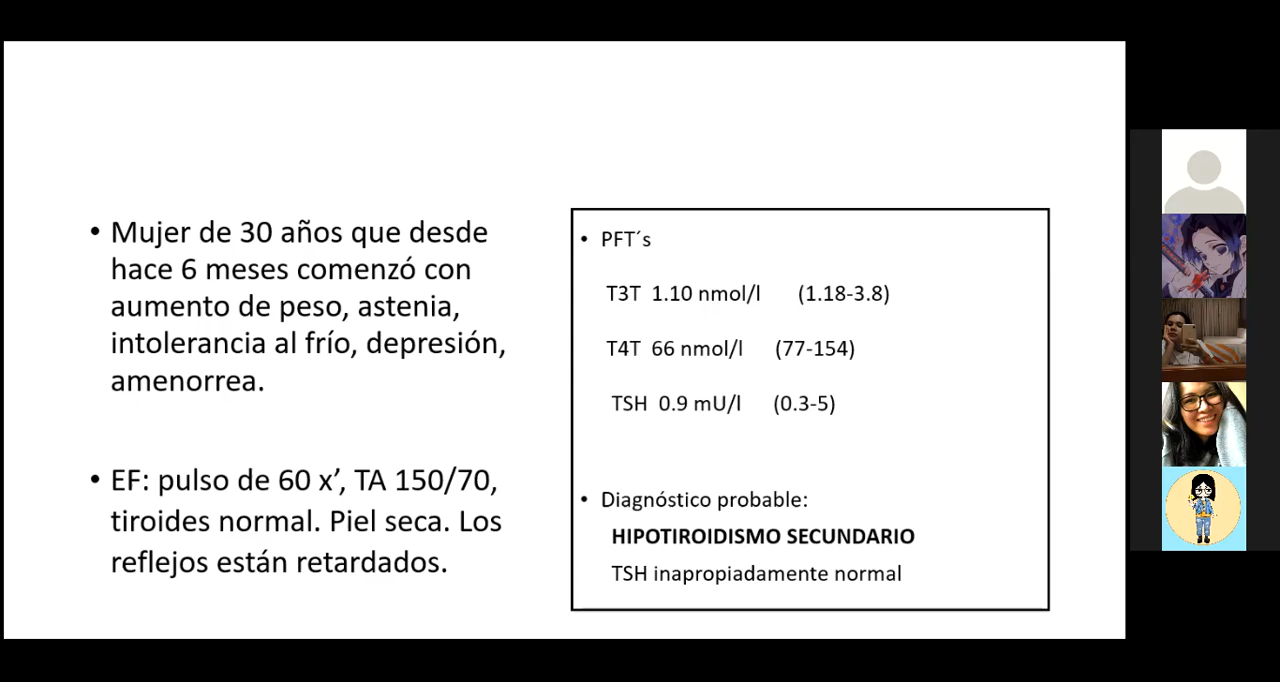 • Mujer de 30 años que desde
hace 6 meses comenzó con
aumento de peso, astenia,
intolerancia al frío, depresión,
amenorrea.
• EF: pulso de 60 x’, TA 150/70,
tiroides normal. Piel seca. Los
reflejos están retardados.
• PFT´s
T3T 1.10 nmol/l (1.18-3.8)
T4T 66 nmol/l (77-154)
TSH 0.9 mU/l (0.3-5)
• Diagnóstico probable:
HIPOTIROIDISMO SECUNDARIO
TSH inapropiadamente normal